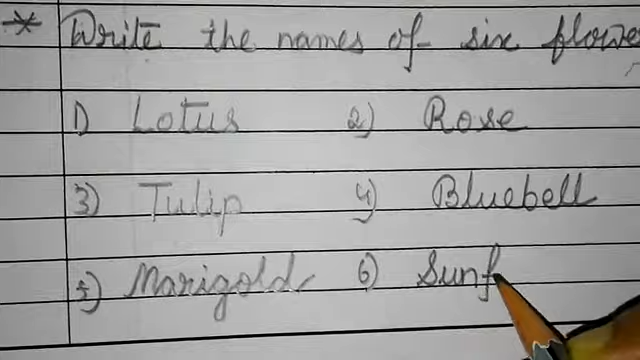 * Write the names of six flowe
1) Lotus 2) Rose
3) Tulip 4) Bluebell
5) Marigold 6) Sunf